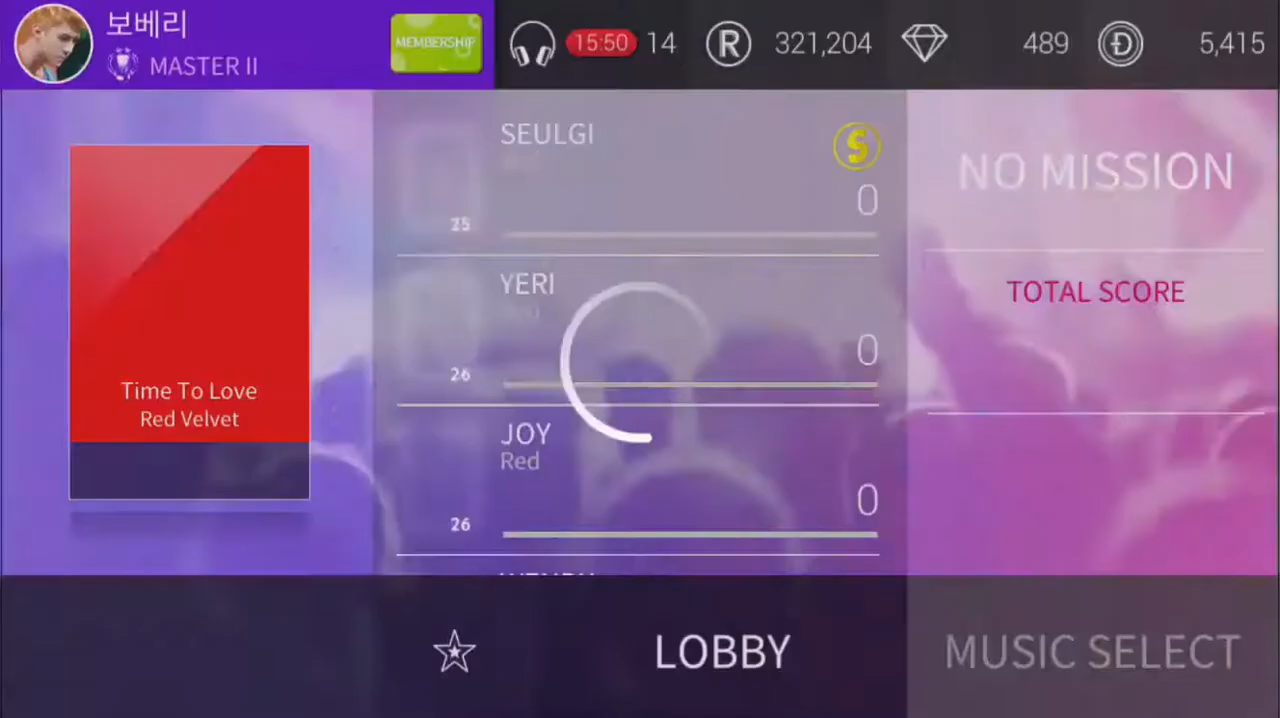 보베리
MASTER II
MEMBERSHIP
15:50 14
R
321,204
489
Đ
5,415
Time To Love
Red Velvet
SEULGI
S
0
25
YERI
0
26
JOY
Red
0
26
NO MISSION
TOTAL SCORE
LOBBY
MUSIC SELECT